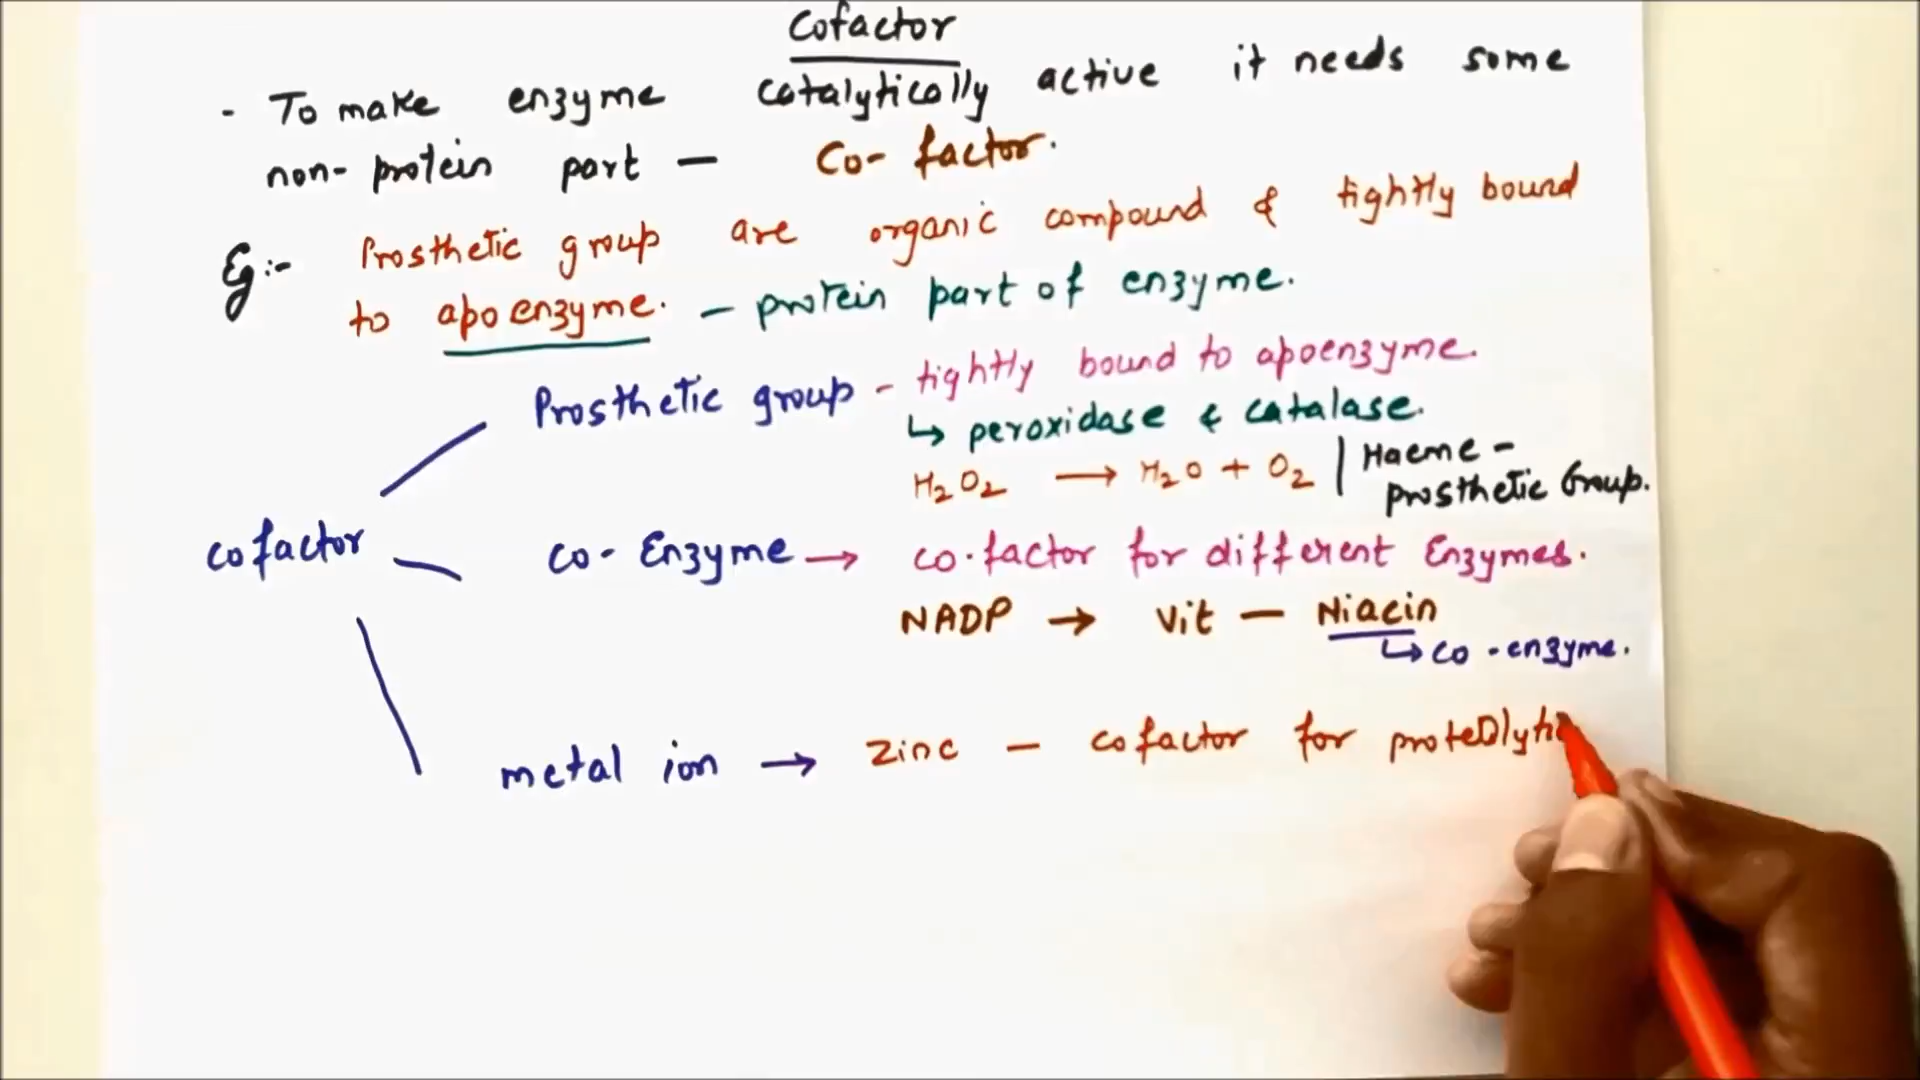 Cofactor
- To make enzyme catalytically active it needs some
non-protein part — Co-factor.
Eg:- Prosthetic group are organic compound & tightly bound
to apoenzyme. — protein part of enzyme.
Prosthetic group - tightly bound to apoenzyme.
↳ peroxidase & catalase.
H₂O₂ → H₂O + O₂ | Haeme -
prosthetic Group.
cofactor
co-Enzyme → co.factor for different Enzymes.
NADP → Vit — Niacin
↳ co-enzyme.
metal ion → Zinc — cofactor for proteolyti